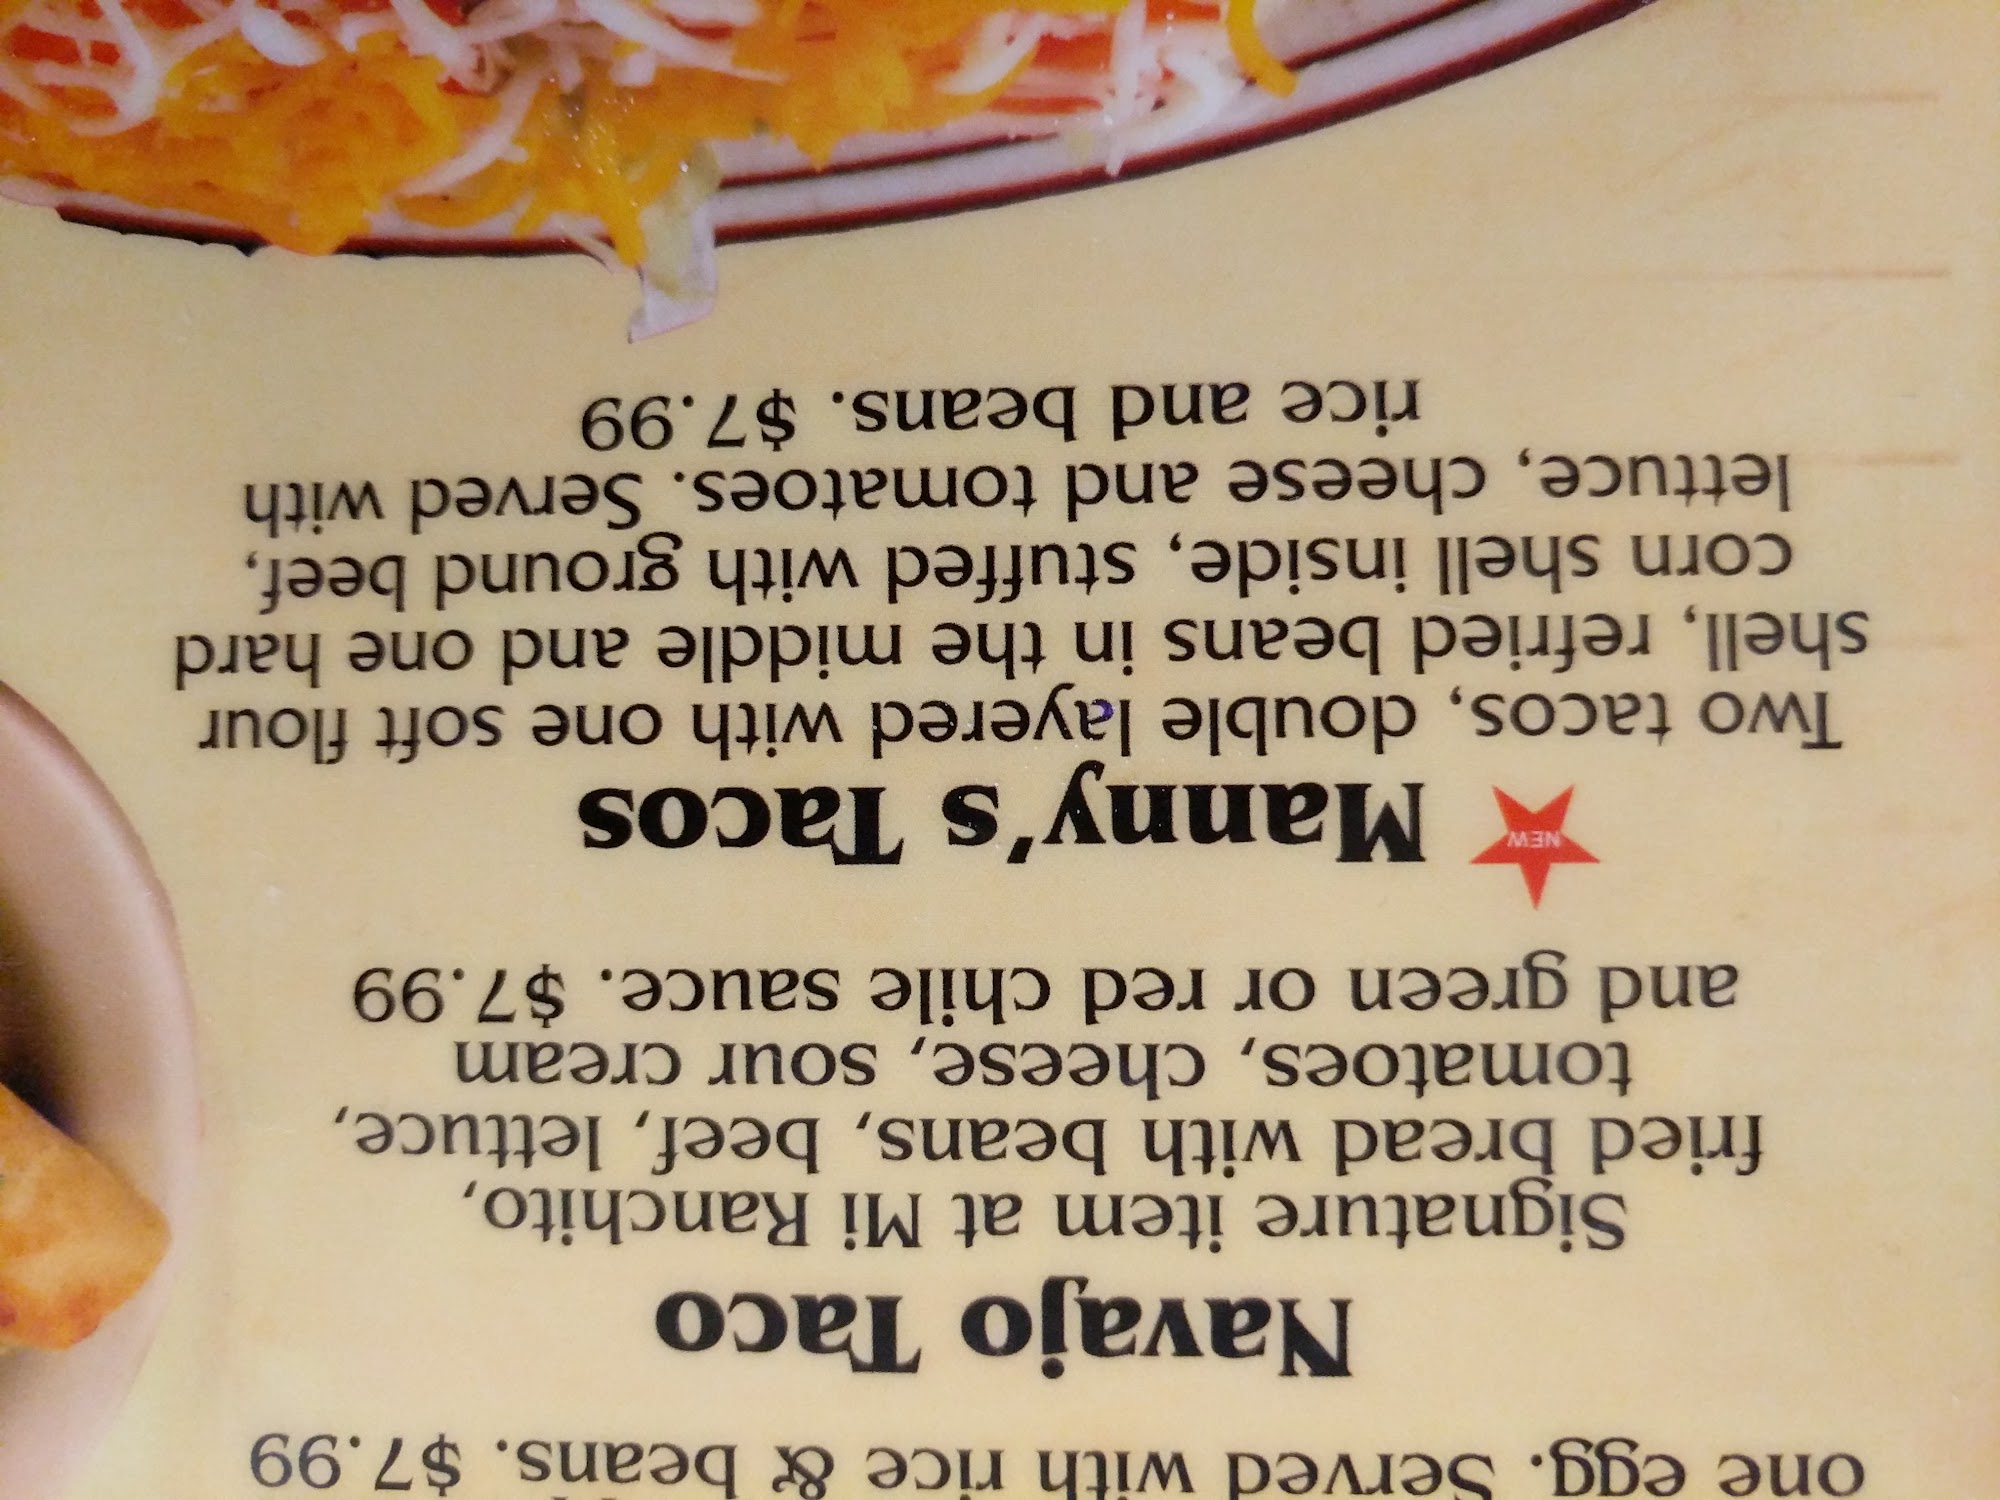 one egg. Served with rice & beans. $7.99
Navajo Taco
Signature item at Mi Ranchito,
fried bread with beans, beef, lettuce,
tomatoes, cheese, sour cream
and green or red chile sauce. $7.99
NEW
Manny's Tacos
Two tacos, double layered with one soft flour
shell, refried beans in the middle and one hard
corn shell inside, stuffed with ground beef,
lettuce, cheese and tomatoes. Served with
rice and beans. $7.99